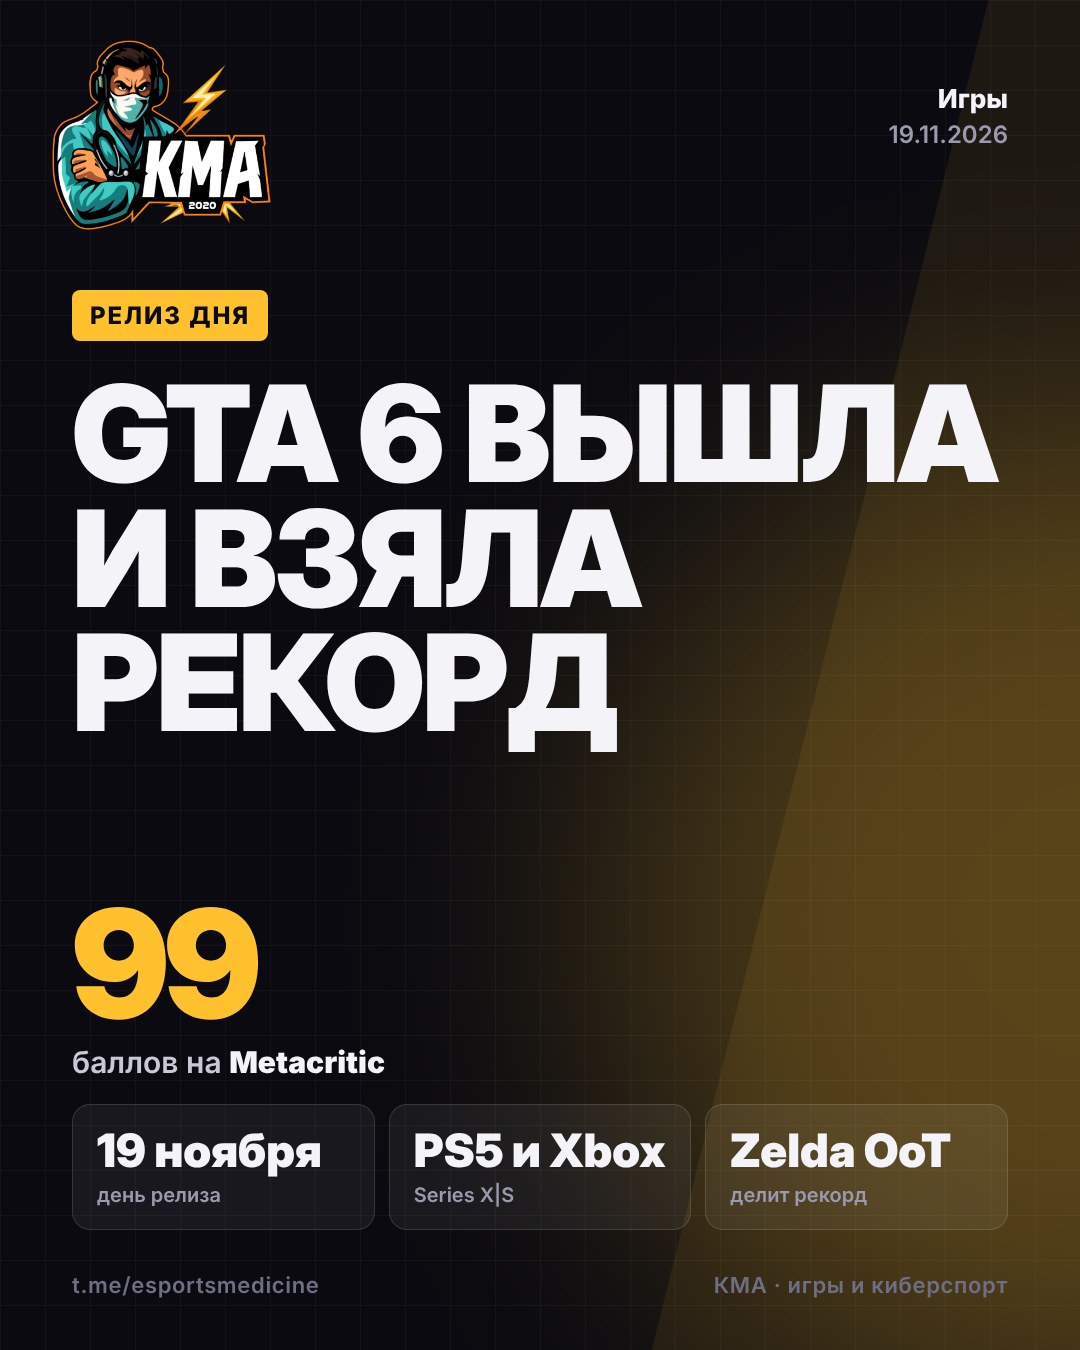 KMA
2020
Игры
19.11.2026
РЕЛИЗ ДНЯ
GTA 6 ВЫШЛА
И ВЗЯЛА
РЕКОРД
99
баллов на Metacritic
19 ноября
день релиза
PS5 и Xbox
Series X|S
Zelda OoT
делит рекорд
t.me/esportsmedicine
КМА · игры и киберспорт